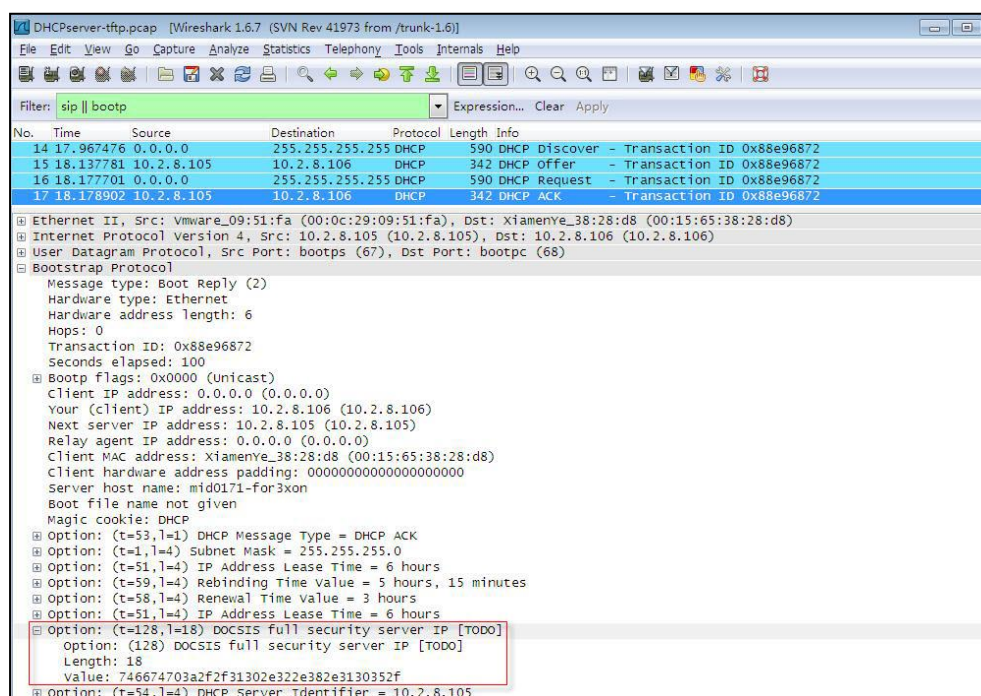 DHCPserver-tftp.pcap [Wireshark 1.6.7 (SVN Rev 41973 from /trunk-1.6)]
File Edit View Go Capture Analyze Statistics Telephony Tools Internals Help
Filter: sip || bootp Expression... Clear Apply
No. Time Source Destination Protocol Length Info
14 17.967476 0.0.0.0 255.255.255.255 DHCP 590 DHCP Discover - Transaction ID 0x88e96872
15 18.137781 10.2.8.105 10.2.8.106 DHCP 342 DHCP Offer - Transaction ID 0x88e96872
16 18.177701 0.0.0.0 255.255.255.255 DHCP 590 DHCP Request - Transaction ID 0x88e96872
17 18.178902 10.2.8.105 10.2.8.106 DHCP 342 DHCP ACK - Transaction ID 0x88e96872
Ethernet II, Src: Vmware_09:51:fa (00:0c:29:09:51:fa), Dst: XiamenYe_38:28:d8 (00:15:65:38:28:d8)
Internet Protocol Version 4, Src: 10.2.8.105 (10.2.8.105), Dst: 10.2.8.106 (10.2.8.106)
User Datagram Protocol, Src Port: bootps (67), Dst Port: bootpc (68)
Bootstrap Protocol
Message type: Boot Reply (2)
Hardware type: Ethernet
Hardware address length: 6
Hops: 0
Transaction ID: 0x88e96872
Seconds elapsed: 100
Bootp flags: 0x0000 (Unicast)
Client IP address: 0.0.0.0 (0.0.0.0)
Your (client) IP address: 10.2.8.106 (10.2.8.106)
Next server IP address: 10.2.8.105 (10.2.8.105)
Relay agent IP address: 0.0.0.0 (0.0.0.0)
Client MAC address: XiamenYe_38:28:d8 (00:15:65:38:28:d8)
Client hardware address padding: 00000000000000000000
Server host name: mid0171-for3xon
Boot file name not given
Magic cookie: DHCP
Option: (t=53,l=1) DHCP Message Type = DHCP ACK
Option: (t=1,l=4) Subnet Mask = 255.255.255.0
Option: (t=51,l=4) IP Address Lease Time = 6 hours
Option: (t=59,l=4) Rebinding Time Value = 5 hours, 15 minutes
Option: (t=58,l=4) Renewal Time Value = 3 hours
Option: (t=51,l=4) IP Address Lease Time = 6 hours
Option: (t=128,l=18) DOCSIS full security server IP [TODO]
Option: (128) DOCSIS full security server IP [TODO]
Length: 18
Value: 746674703a2f2f31302e322e382e3130352f
Option: (t=54,l=4) DHCP Server Identifier = 10.2.8.105